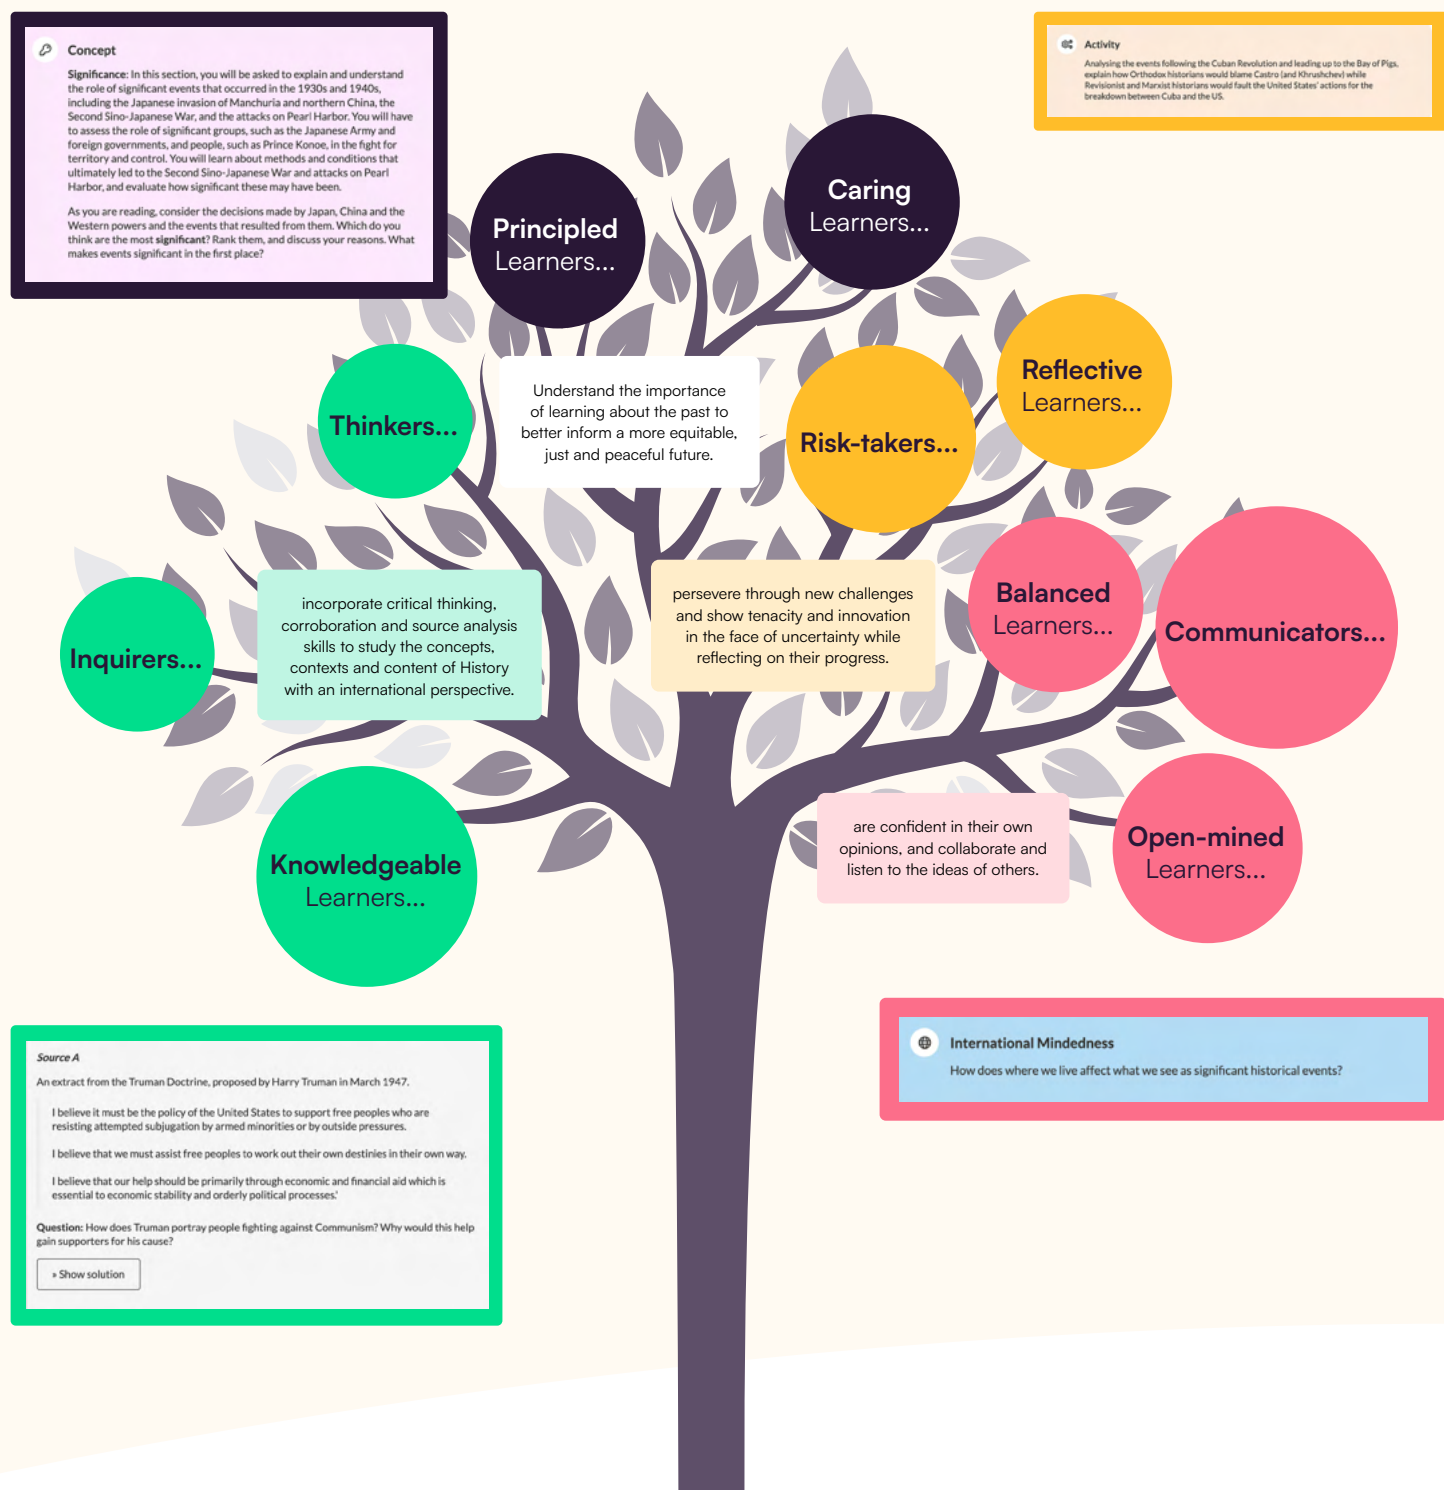 Concept
Significance: In this section, you will be asked to explain and understand
the role of significant events that occurred in the 1930s and 1940s,
including the Japanese invasion of Manchuria and northern China, the
Second Sino-Japanese War, and the attacks on Pearl Harbor. You will have
to assess the role of significant groups, such as the Japanese Army and
foreign governments, and people, such as Prince Konoe, in the fight for
territory and control. You will learn about methods and conditions that
ultimately led to the Second Sino-Japanese War and attacks on Pearl
Harbor, and evaluate how significant these may have been.
As you are reading, consider the decisions made by Japan, China and the
Western powers and the events that resulted from them. Which do you
think are the most significant? Rank them, and discuss your reasons. What
makes events significant in the first place?
Activity
Analysing the events following the Cuban Revolution and leading up to the Bay of Pigs,
explain how Orthodox historians would blame Castro (and Khrushchev) while
Revisionist and Marxist historians would fault the United States' actions for the
breakdown between Cuba and the US.
Principled
Learners...
Caring
Learners...
Thinkers...
Understand the importance
of learning about the past to
better inform a more equitable,
just and peaceful future.
Risk-takers...
Reflective
Learners...
Inquirers...
incorporate critical thinking,
corroboration and source analysis
skills to study the concepts,
contexts and content of History
with an international perspective.
persevere through new challenges
and show tenacity and innovation
in the face of uncertainty while
reflecting on their progress.
Balanced
Learners...
Communicators...
Knowledgeable
Learners...
are confident in their own
opinions, and collaborate and
listen to the ideas of others.
Open-mined
Learners...
Source A
An extract from the Truman Doctrine, proposed by Harry Truman in March 1947.
I believe it must be the policy of the United States to support free peoples who are
resisting attempted subjugation by armed minorities or by outside pressures.
I believe that we must assist free peoples to work out their own destinies in their own way.
I believe that our help should be primarily through economic and financial aid which is
essential to economic stability and orderly political processes.'
Question: How does Truman portray people fighting against Communism? Why would this help
gain supporters for his cause?
» Show solution
International Mindedness
How does where we live affect what we see as significant historical events?